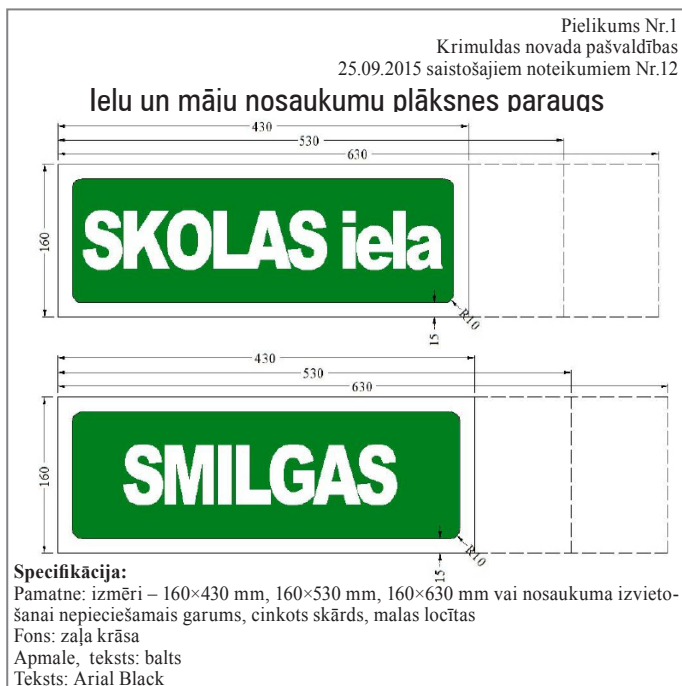 Pielikums Nr.1
Krimuldas novada pašvaldības
25.09.2015 saistošajiem noteikumiem Nr.12
Ielu un māju nosaukumu plāksnes paraugs
430
530
630
160
SKOLAS iela
15
R10
430
530
630
160
SMILGAS
15
R10
Specifikācija:
Pamatne: izmēri – 160×430 mm, 160×530 mm, 160×630 mm vai nosaukuma izvieto-
šanai nepieciešamais garums, cinkots skārds, malas locītas
Fons: zaļa krāsa
Apmale, teksts: balts
Teksts: Arial Black